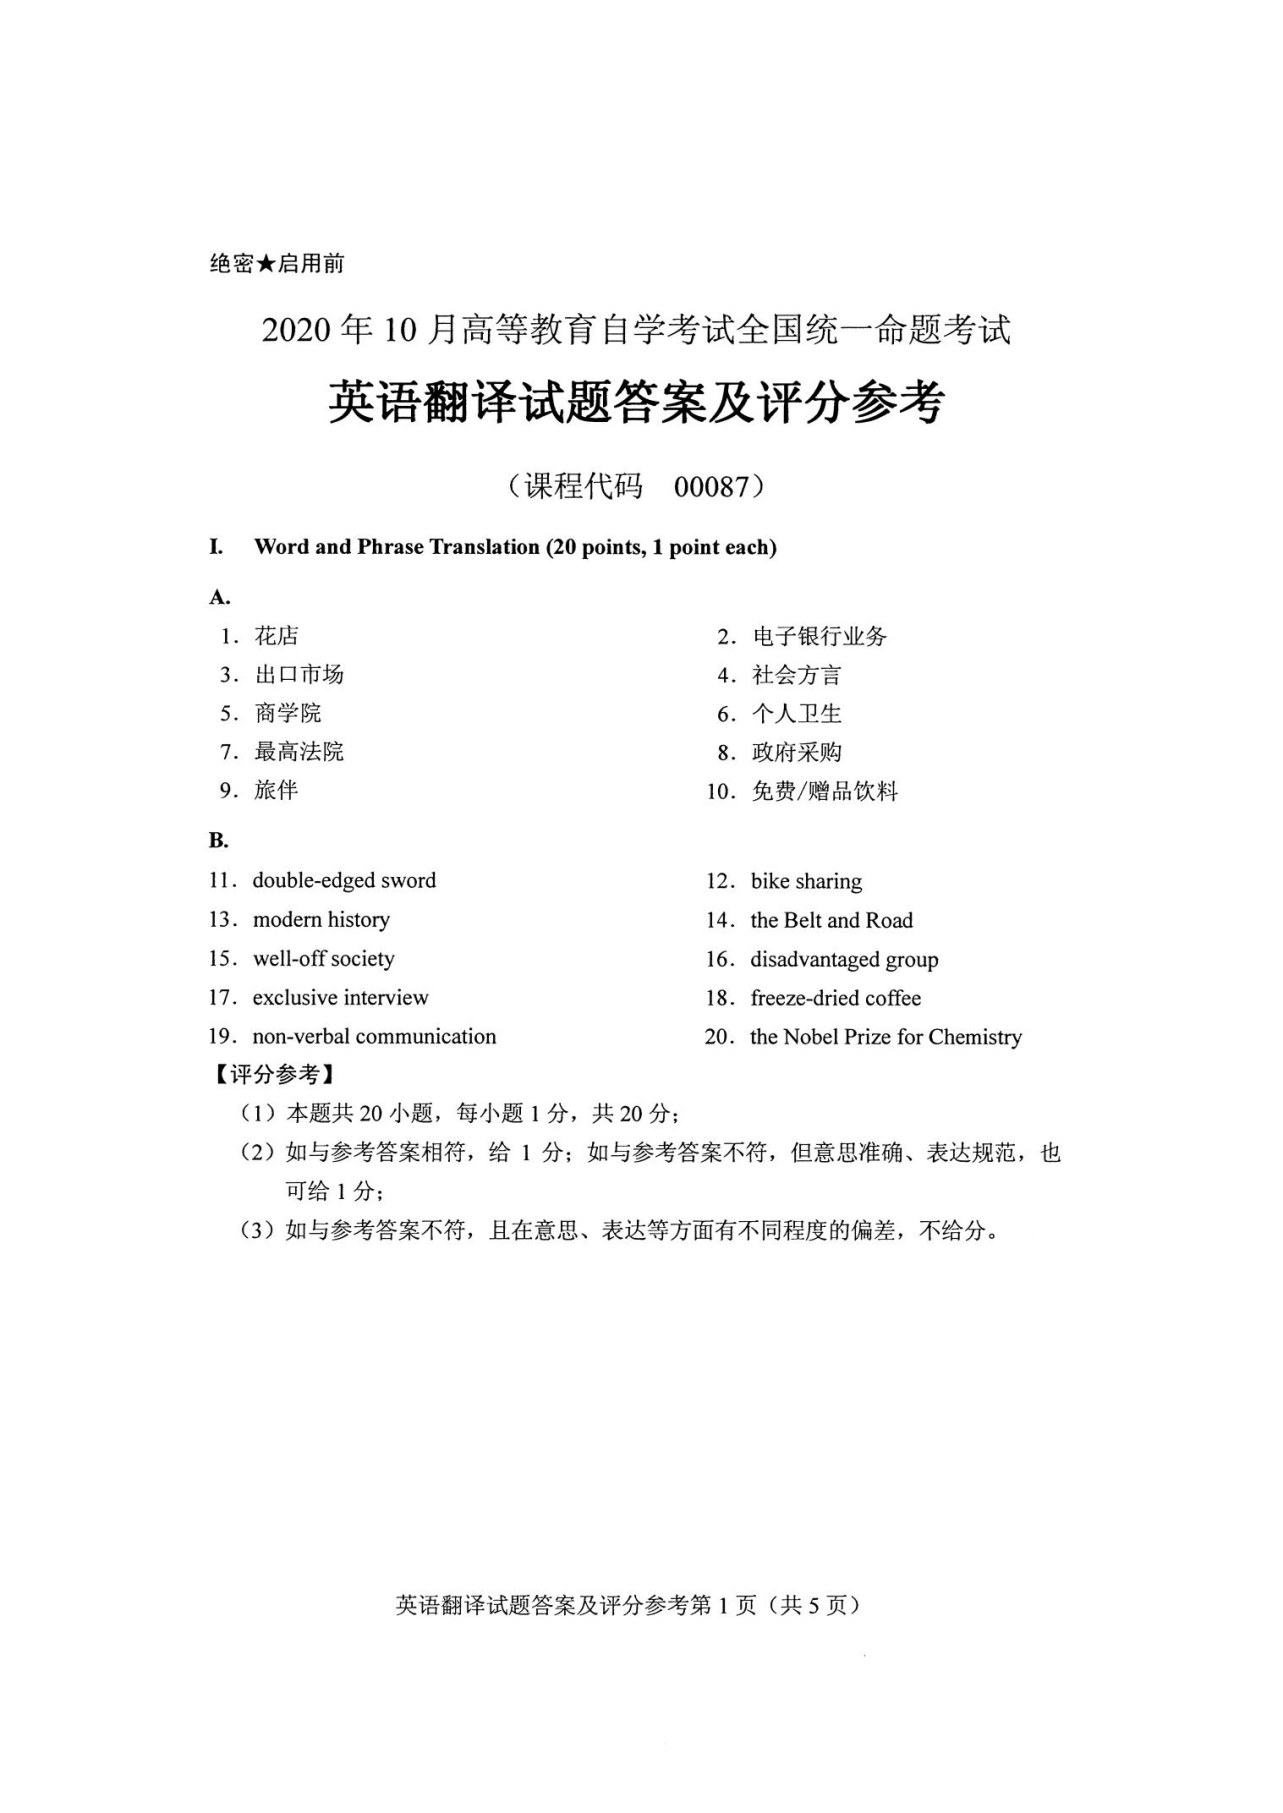 绝密★启用前
2020 年 10 月高等教育自学考试全国统一命题考试
英语翻译试题答案及评分参考
（课程代码　00087）
I. Word and Phrase Translation (20 points, 1 point each)
A.
1. 花店 2. 电子银行业务
3. 出口市场 4. 社会方言
5. 商学院 6. 个人卫生
7. 最高法院 8. 政府采购
9. 旅伴 10. 免费/赠品饮料
B.
11. double-edged sword 12. bike sharing
13. modern history 14. the Belt and Road
15. well-off society 16. disadvantaged group
17. exclusive interview 18. freeze-dried coffee
19. non-verbal communication 20. the Nobel Prize for Chemistry
【评分参考】
（1）本题共 20 小题，每小题 1 分，共 20 分；
（2）如与参考答案相符，给 1 分；如与参考答案不符，但意思准确、表达规范，也
可给 1 分；
（3）如与参考答案不符，且在意思、表达等方面有不同程度的偏差，不给分。
英语翻译试题答案及评分参考第 1 页（共 5 页）